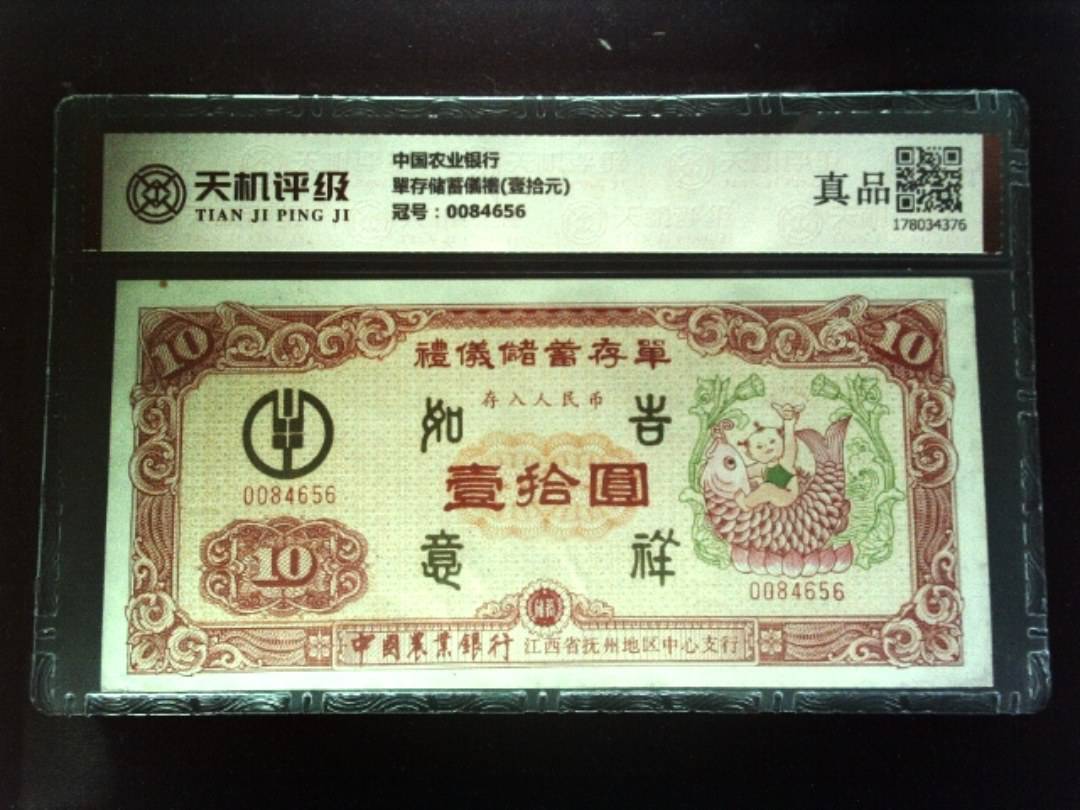 天机评级
TIAN JI PING JI
中国农业银行
單存储蓄儀禮(壹拾元)
冠号：0084656
真品
178034376
10
10
禮儀儲蓄存單
存入人民币
如 吉
壹拾圓
意 祥
0084656
10
0084656
中國農業銀行 江西省抚州地区中心支行